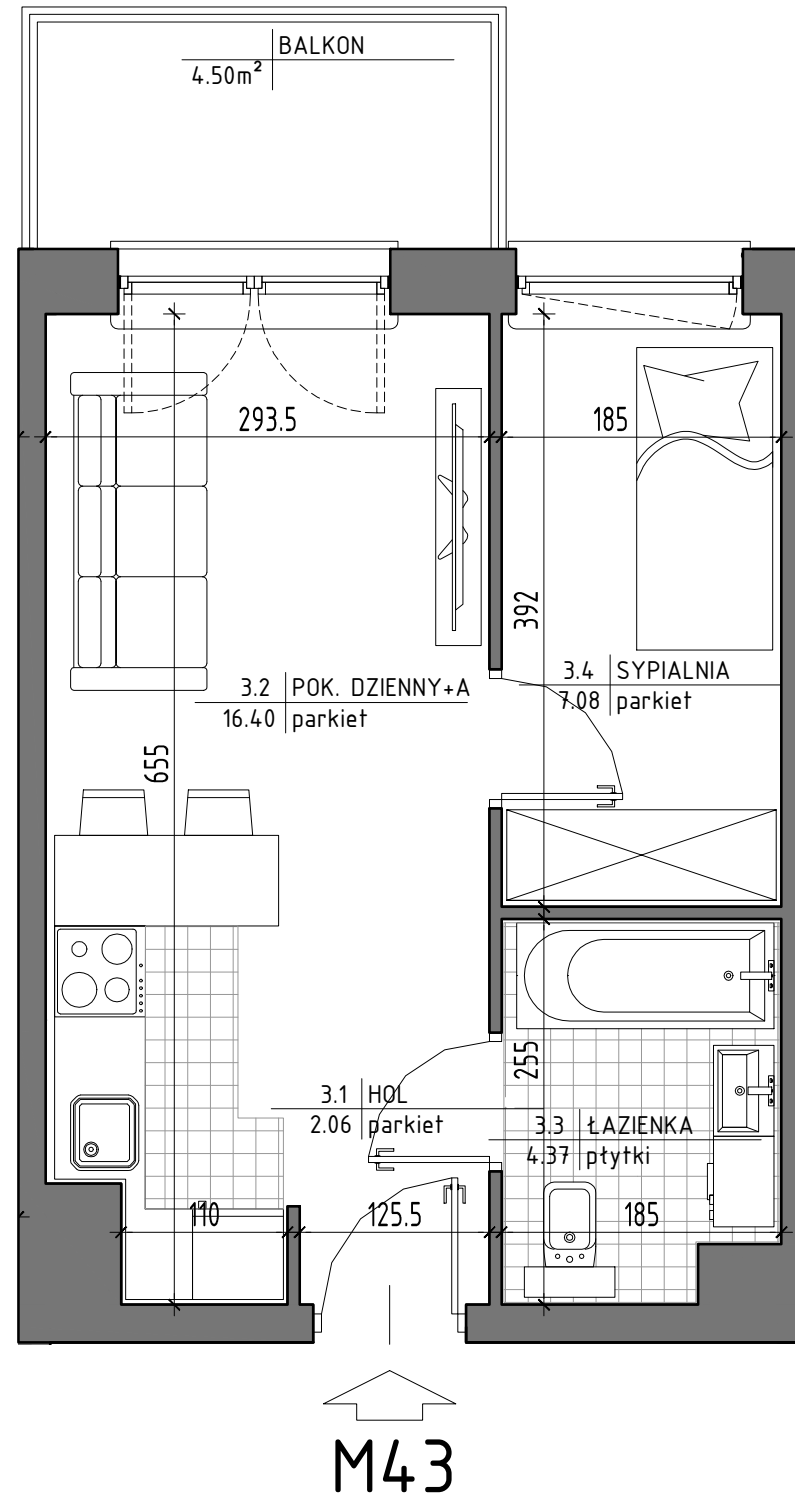 BALKON
4.50m²
293.5
185
392
3.4 SYPIALNIA
7.08 parkiet
3.2 POK. DZIENNY+A
16.40 parkiet
655
255
3.1 HOL
2.06 parkiet
3.3 ŁAZIENKA
4.37 płytki
110
125.5
185
M43